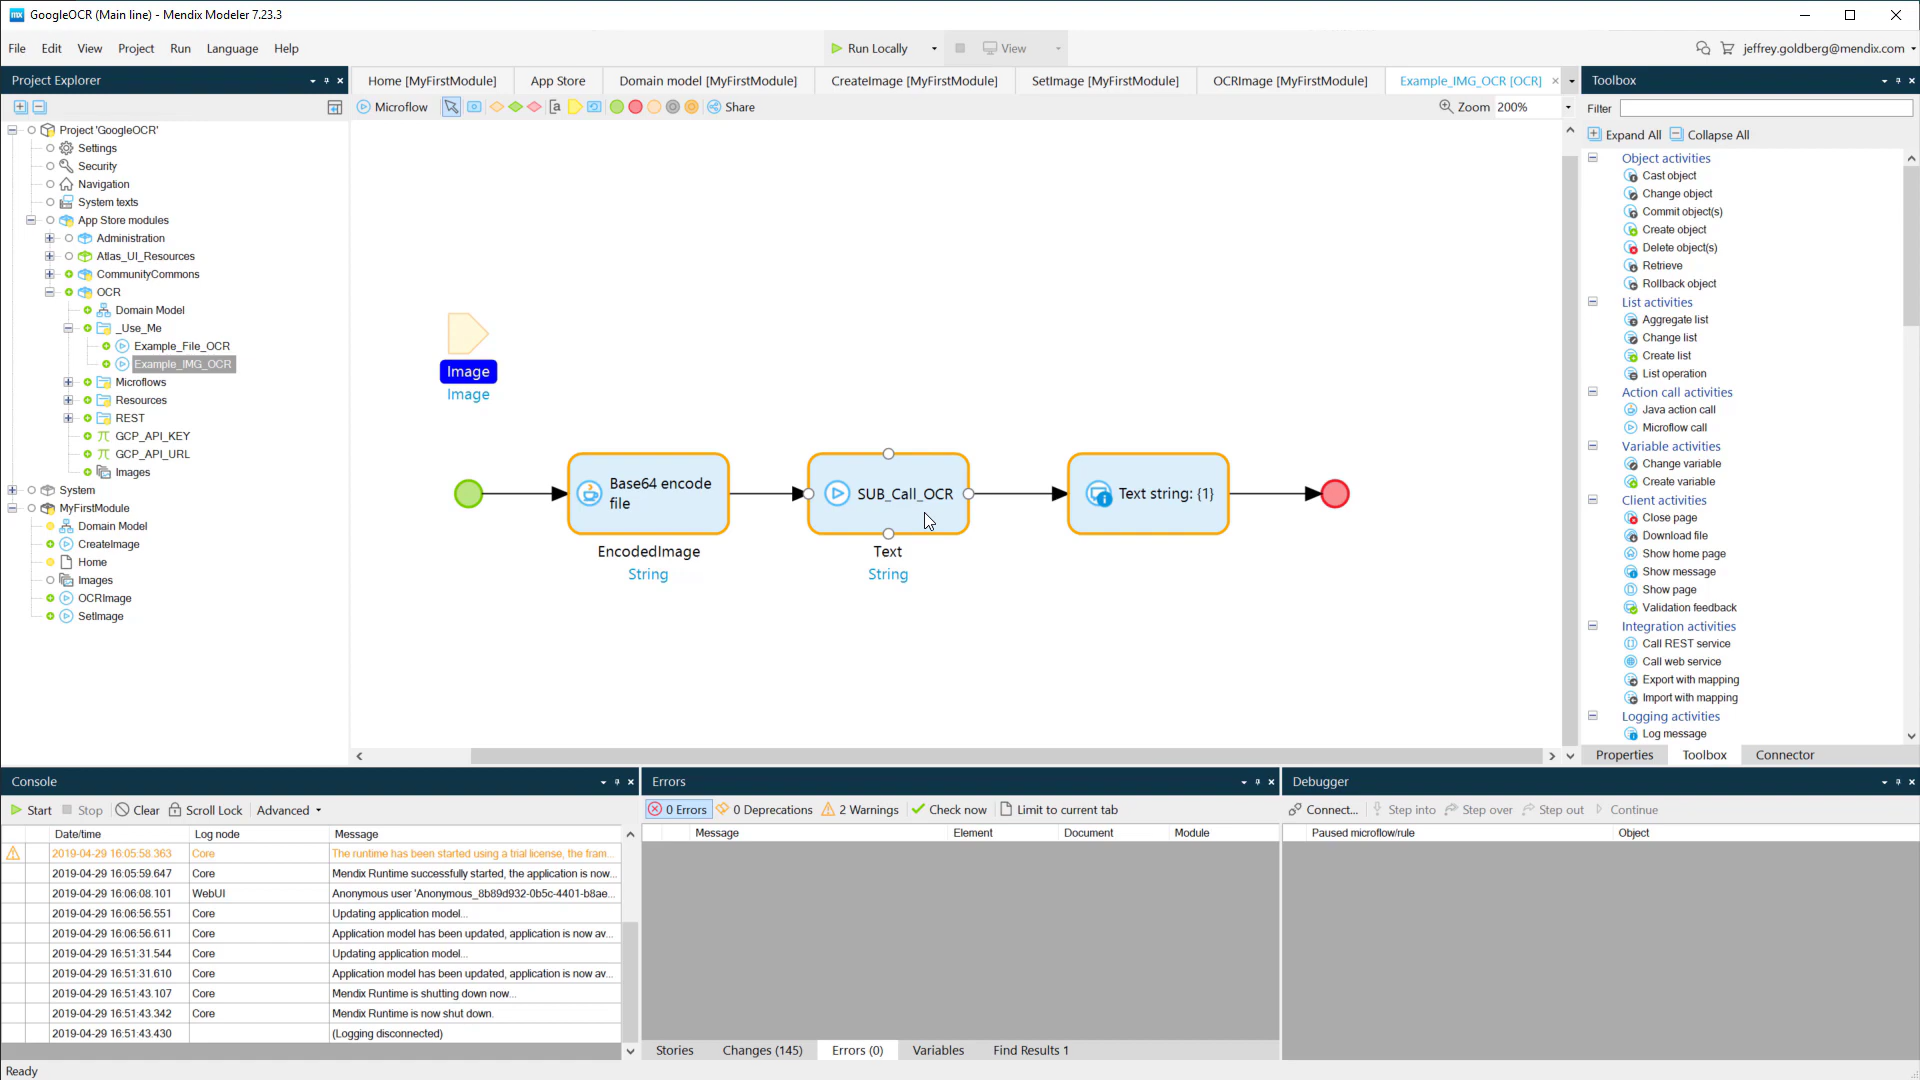 GoogleOCR (Main line) - Mendix Modeler 7.23.3
File Edit View Project Run Language Help
Run Locally View
jeffrey.goldberg@mendix.com
Project Explorer
Home [MyFirstModule] App Store Domain model [MyFirstModule] CreateImage [MyFirstModule] SetImage [MyFirstModule] OCRImage [MyFirstModule] Example_IMG_OCR [OCR]
Toolbox
Microflow Share Zoom 200%
Filter
Expand All Collapse All
Project 'GoogleOCR'
Settings
Security
Navigation
System texts
App Store modules
Administration
Atlas_UI_Resources
CommunityCommons
OCR
Domain Model
_Use_Me
Example_File_OCR
Example_IMG_OCR
Microflows
Resources
REST
GCP_API_KEY
GCP_API_URL
Images
System
MyFirstModule
Domain Model
CreateImage
Home
Images
OCRImage
SetImage
Image
Image
Base64 encode
file
SUB_Call_OCR
Text string: {1}
EncodedImage
String
Text
String
Object activities
Cast object
Change object
Commit object(s)
Create object
Delete object(s)
Retrieve
Rollback object
List activities
Aggregate list
Change list
Create list
List operation
Action call activities
Java action call
Microflow call
Variable activities
Change variable
Create variable
Client activities
Close page
Download file
Show home page
Show message
Show page
Validation feedback
Integration activities
Call REST service
Call web service
Export with mapping
Import with mapping
Logging activities
Log message
Properties Toolbox Connector
Console
Start Stop Clear Scroll Lock Advanced
Date/time Log node Message
2019-04-29 16:05:58.363 Core The runtime has been started using a trial license, the fram...
2019-04-29 16:05:59.647 Core Mendix Runtime successfully started, the application is now...
2019-04-29 16:06:08.101 WebUI Anonymous user 'Anonymous_8b89d932-0b5c-4401-b8ae...
2019-04-29 16:06:56.551 Core Updating application model...
2019-04-29 16:06:56.611 Core Application model has been updated, application is now av...
2019-04-29 16:51:31.544 Core Updating application model...
2019-04-29 16:51:31.610 Core Application model has been updated, application is now av...
2019-04-29 16:51:43.107 Core Mendix Runtime is shutting down now...
2019-04-29 16:51:43.342 Core Mendix Runtime is now shut down.
2019-04-29 16:51:43.430 (Logging disconnected)
Errors
0 Errors 0 Deprecations 2 Warnings Check now Limit to current tab
Message Element Document Module
Stories Changes (145) Errors (0) Variables Find Results 1
Debugger
Connect... Step into Step over Step out Continue
Paused microflow/rule Object
Ready